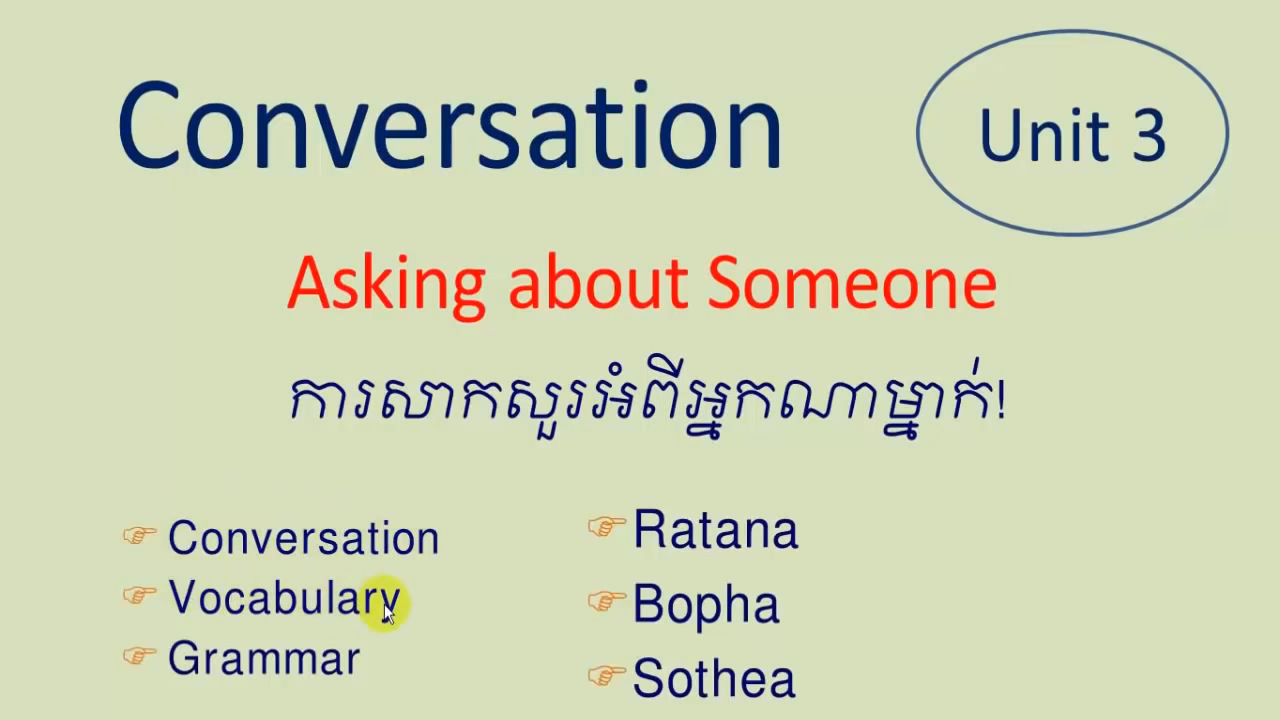 Conversation
Unit 3
Asking about Someone
ការសាកសួរអំពីអ្នកណាម្នាក់!
Conversation
Vocabulary
Grammar
Ratana
Bopha
Sothea